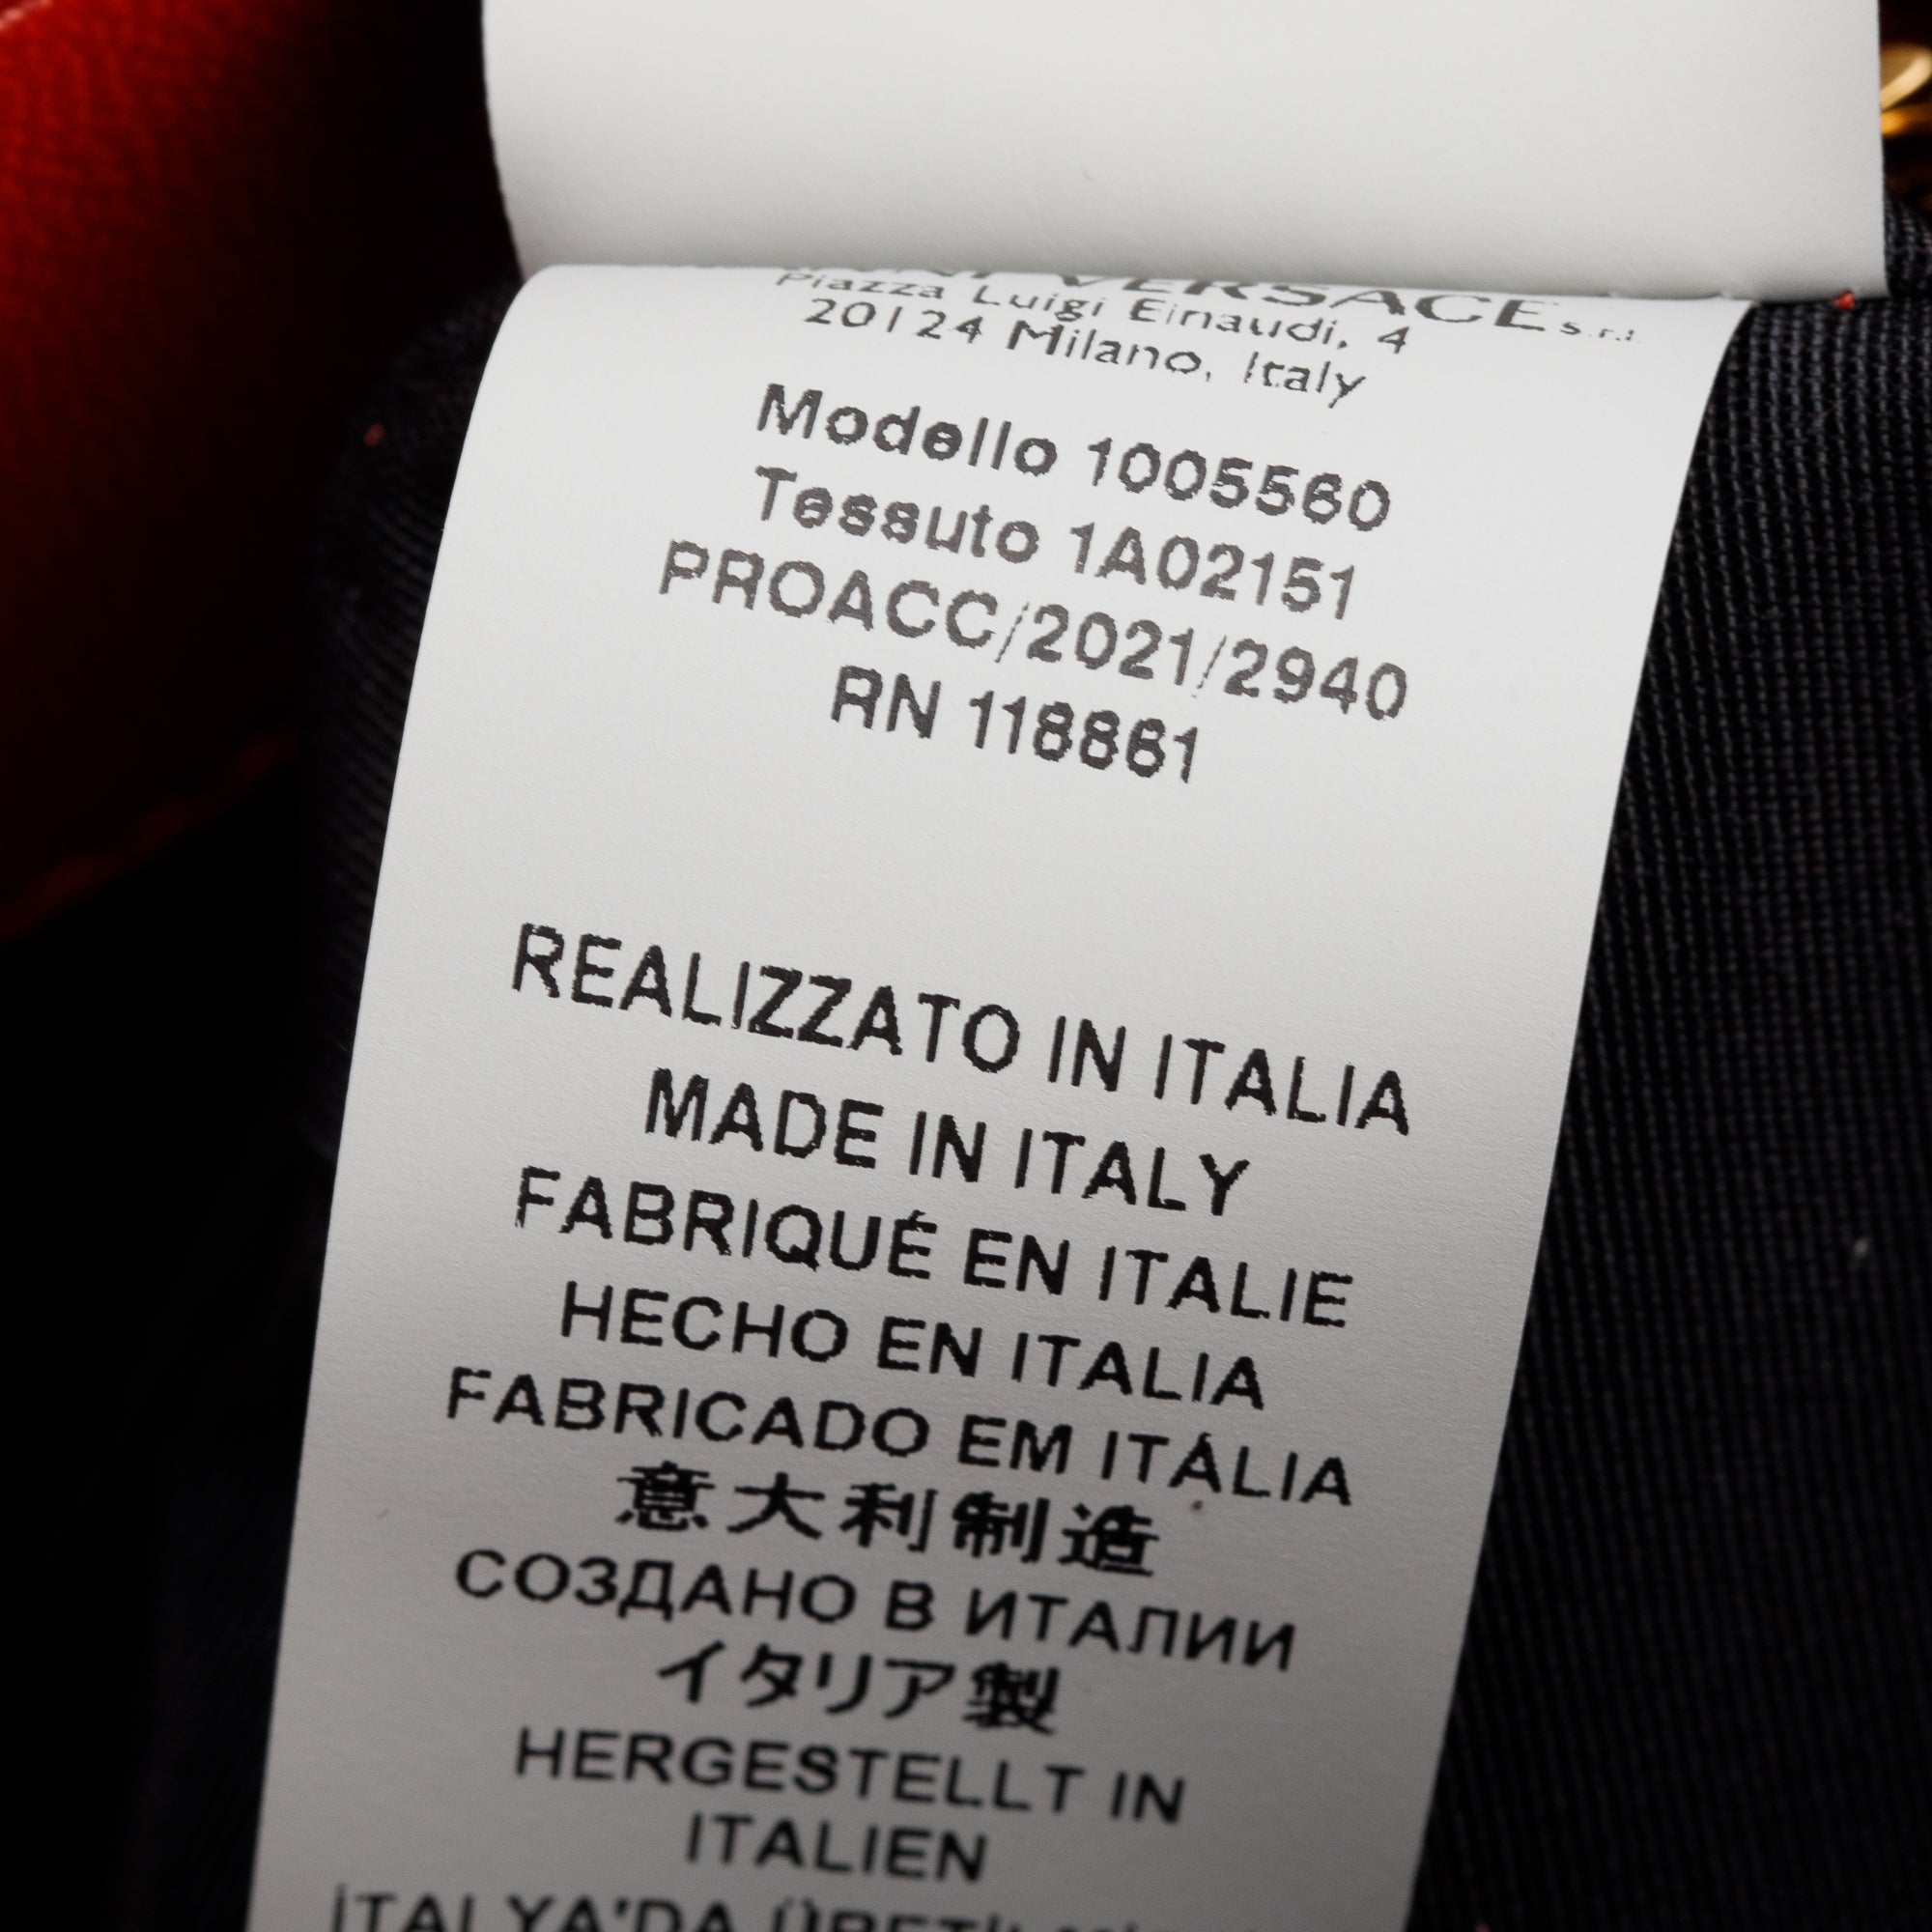 VERSACE s.r.l.
Piazza Luigi Einaudi, 4
20124 Milano, Italy
Modello 1005560
Tessuto 1A02151
PROACC/2021/2940
RN 118861
REALIZZATO IN ITALIA
MADE IN ITALY
FABRIQUÉ EN ITALIE
HECHO EN ITALIA
FABRICADO EM ITÁLIA
意大利制造
СОЗДАНО В ИТАЛИИ
イタリア製
HERGESTELLT IN
ITALIEN
İTALYA'DA